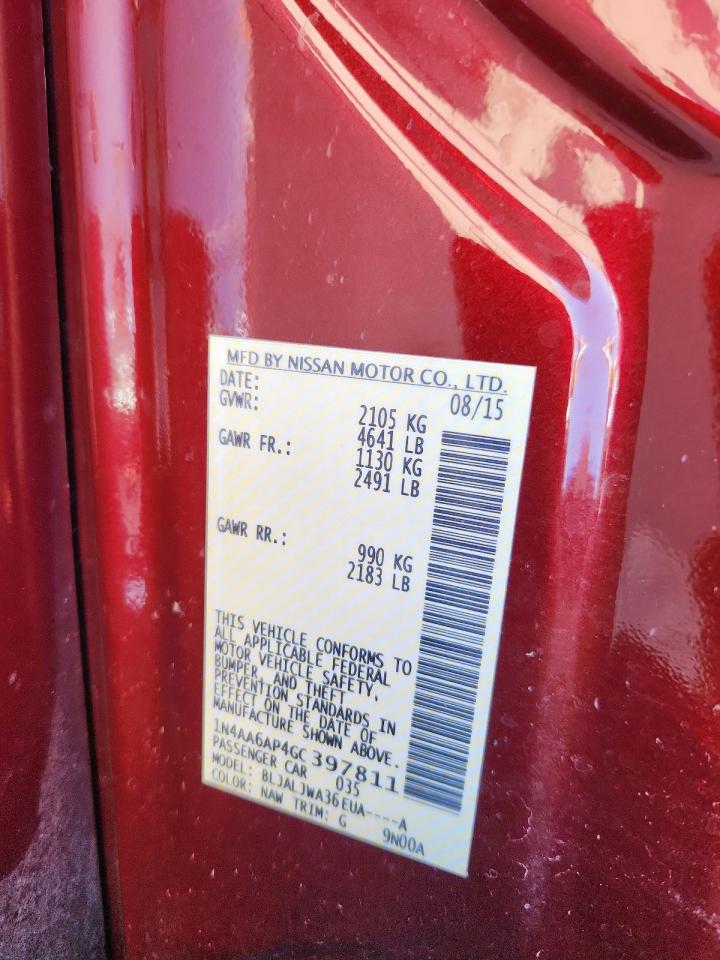 MFD BY NISSAN MOTOR CO., LTD.
DATE: 08/15
GVWR: 2105 KG
4641 LB
GAWR FR.: 1130 KG
2491 LB
GAWR RR.: 990 KG
2183 LB
THIS VEHICLE CONFORMS TO
ALL APPLICABLE FEDERAL
MOTOR VEHICLE SAFETY,
BUMPER, AND THEFT
PREVENTION STANDARDS IN
EFFECT ON THE DATE OF
MANUFACTURE SHOWN ABOVE.
1N4AA6AP4GC397811
PASSENGER CAR 035
MODEL: BLJALJWA36EUA----A
COLOR: NAW TRIM: G 9N00A